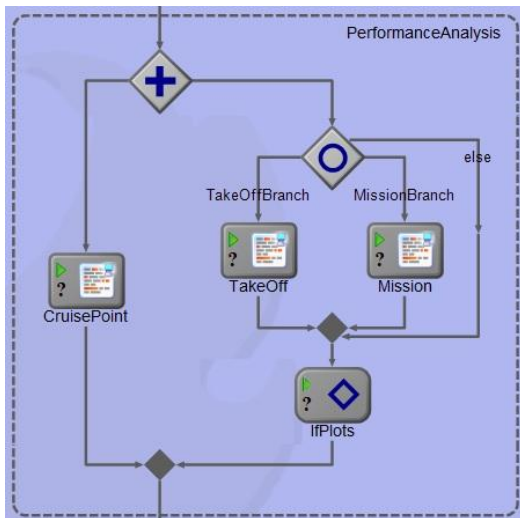 PerformanceAnalysis
else
TakeOffBranch
MissionBranch
?
TakeOff
?
Mission
?
CruisePoint
?
IfPlots